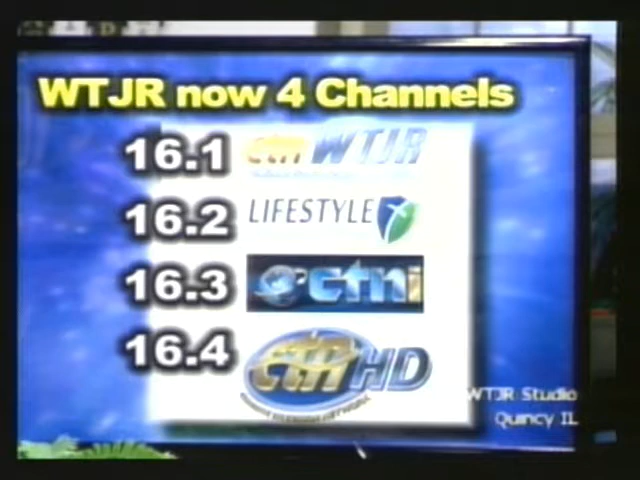 WTJR now 4 Channels
16.1 ctn WTJR
16.2 LIFESTYLE
16.3 ctni
16.4 ctn HD
WTJR Studio
Quincy IL